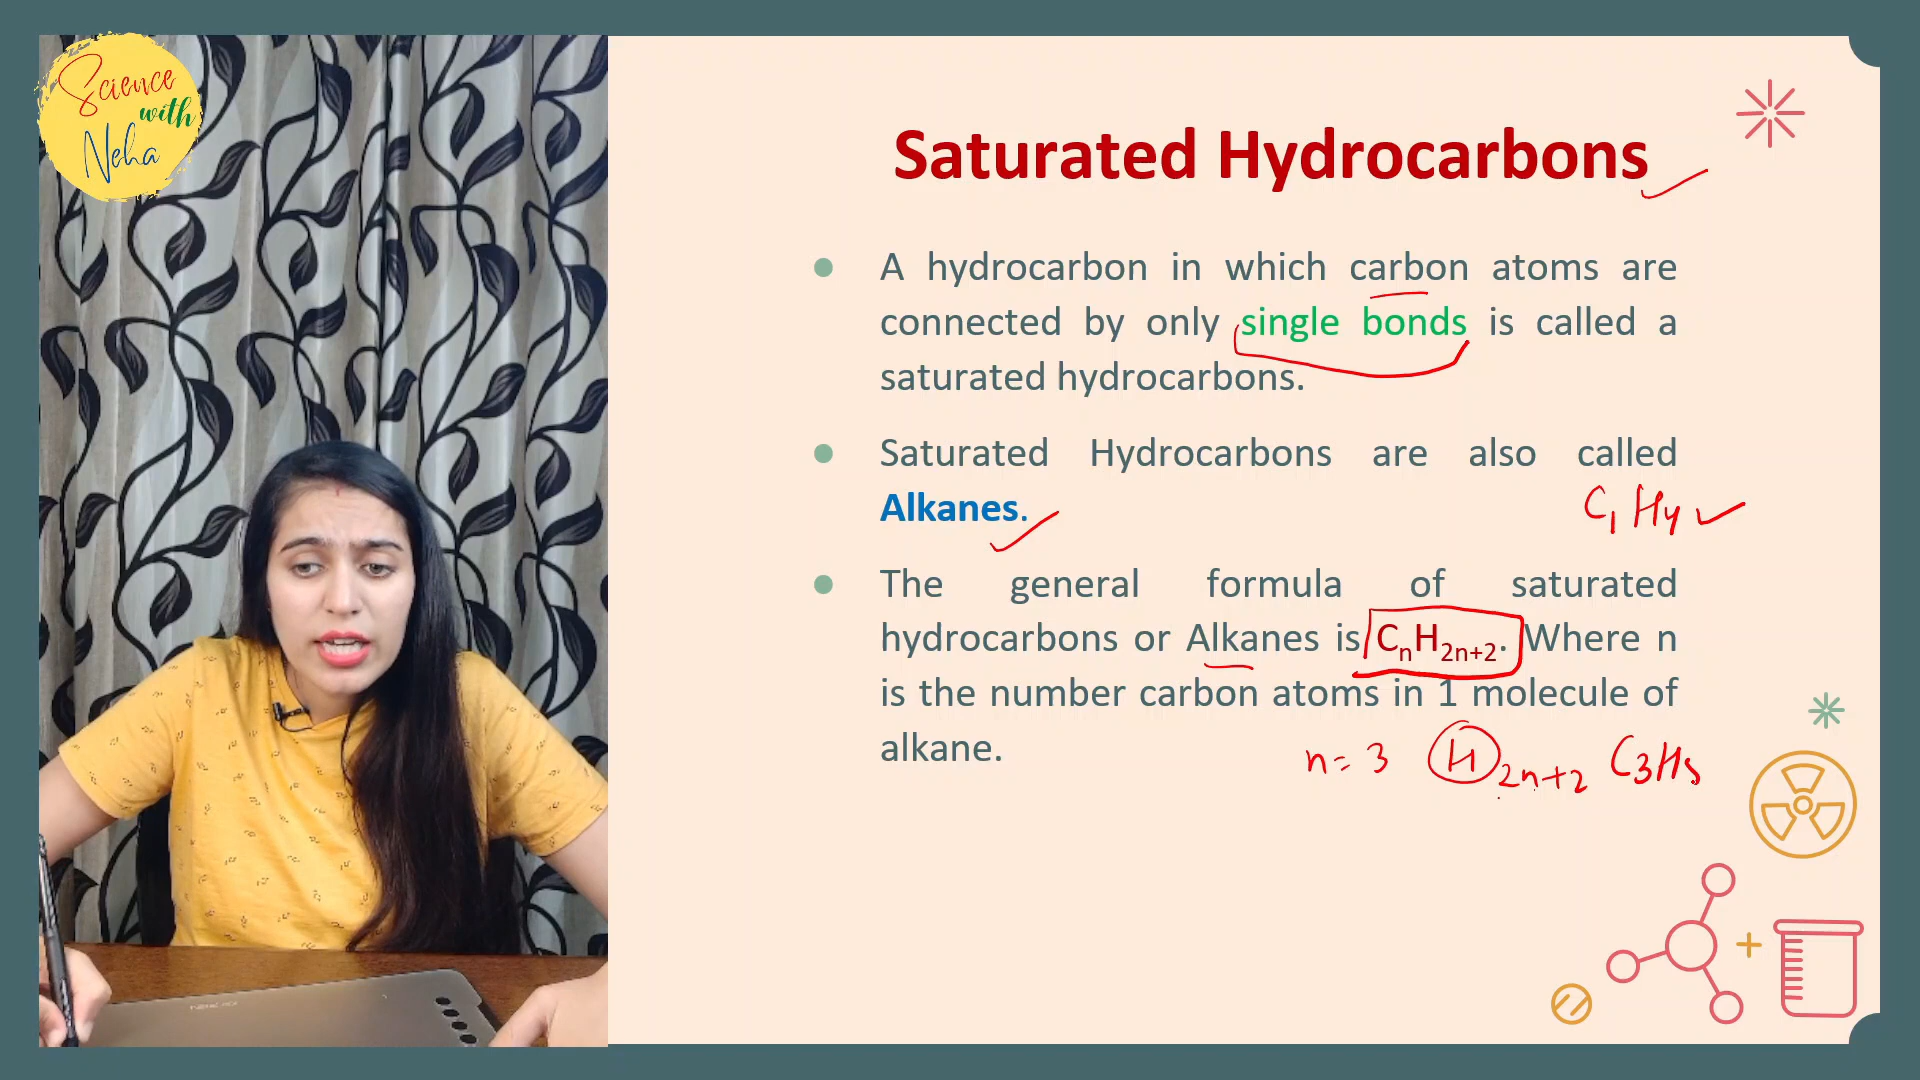 Science
with
Neha
Saturated Hydrocarbons
A hydrocarbon in which carbon atoms are
connected by only single bonds is called a
saturated hydrocarbons.
Saturated Hydrocarbons are also called
Alkanes.
C₁H₄
The general formula of saturated
hydrocarbons or Alkanes is CₙH₂ₙ₊₂. Where n
is the number carbon atoms in 1 molecule of
alkane.
n=3 H₂ₙ₊₂ C₃H₈